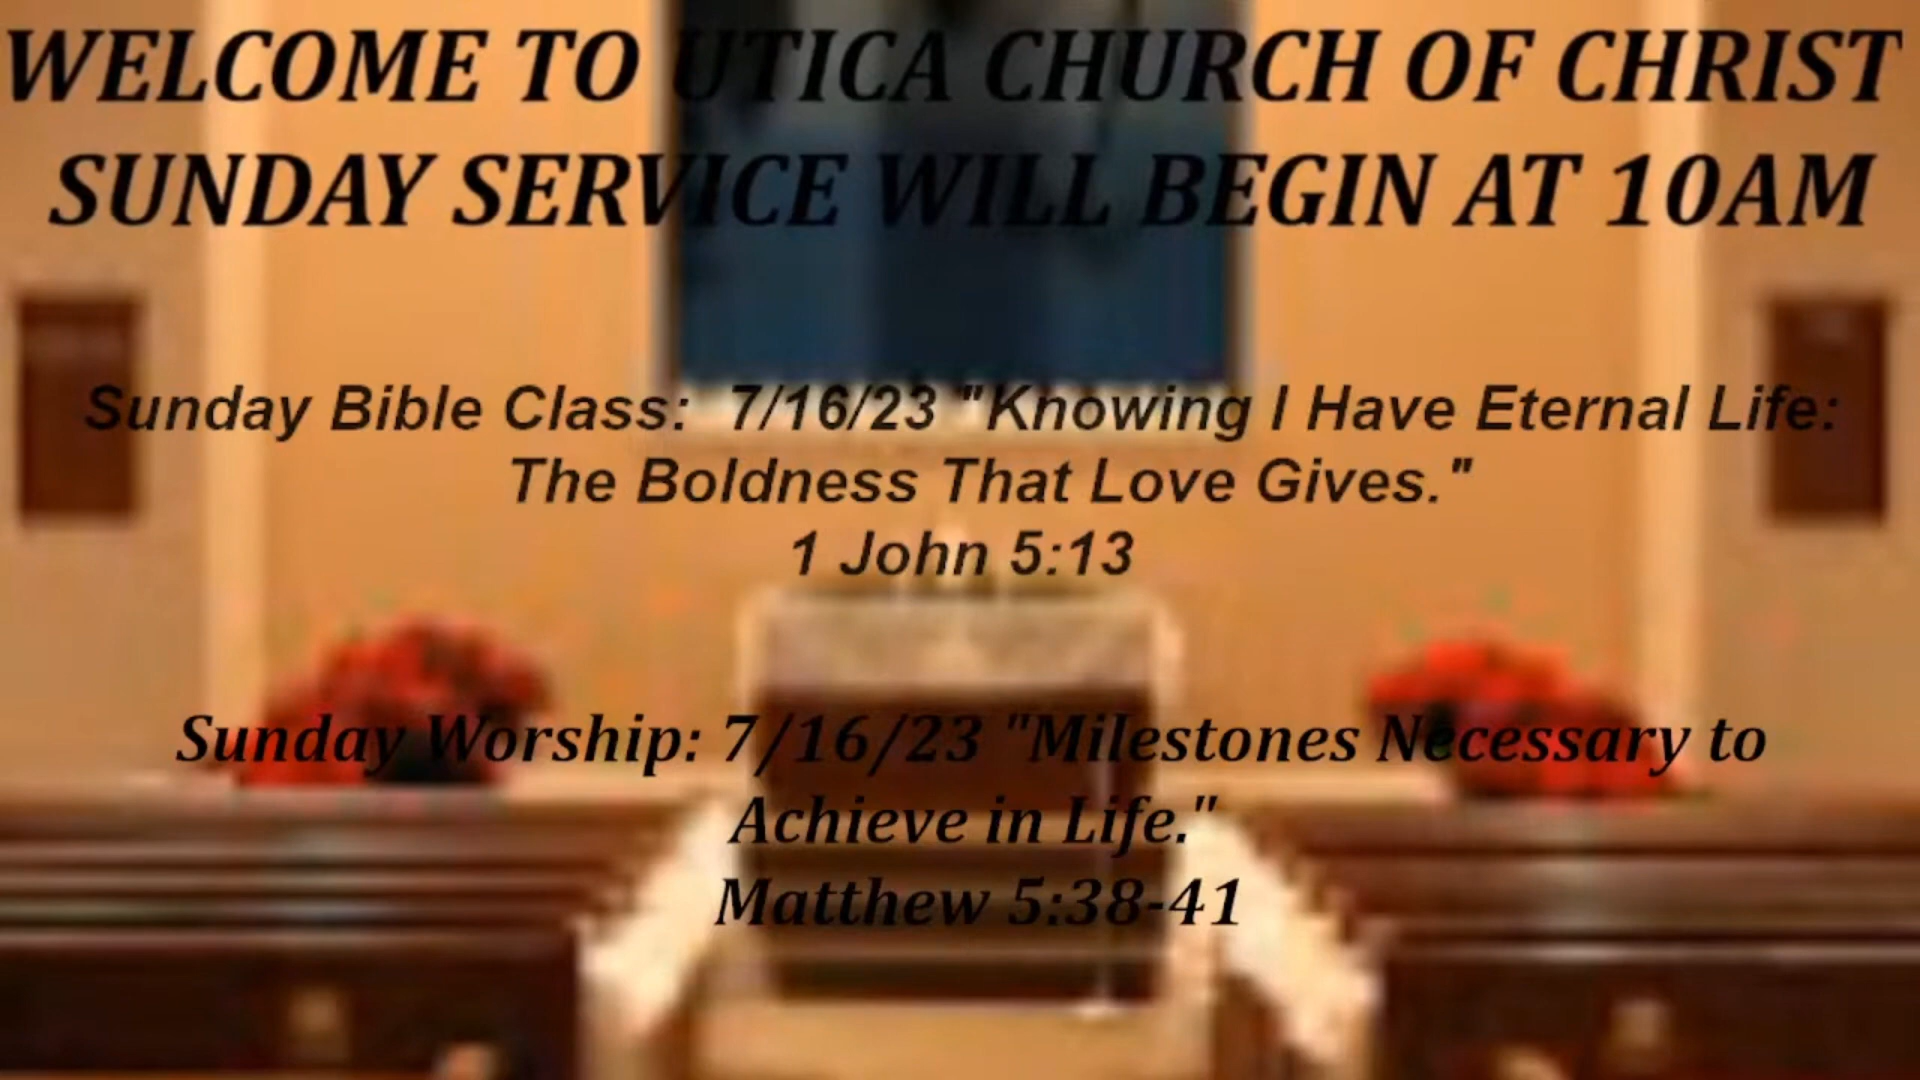 WELCOME TO UTICA CHURCH OF CHRIST
SUNDAY SERVICE WILL BEGIN AT 10AM
Sunday Bible Class:  7/16/23 "Knowing I Have Eternal Life:
The Boldness That Love Gives."
1 John 5:13
Sunday Worship: 7/16/23 "Milestones Necessary to
Achieve in Life."
Matthew 5:38-41